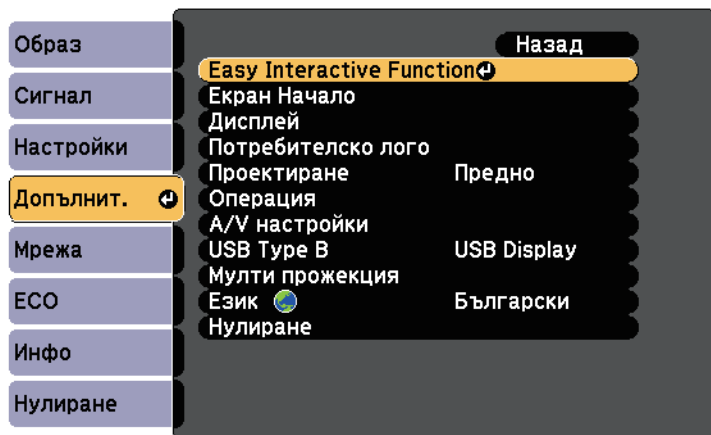 Образ
Сигнал
Настройки
Допълнит.
Мрежа
ECO
Инфо
Нулиране
Назад
Easy Interactive Function
Екран Начало
Дисплей
Потребителско лого
Проектиране Предно
Операция
A/V настройки
USB Type B USB Display
Мулти прожекция
Език Български
Нулиране